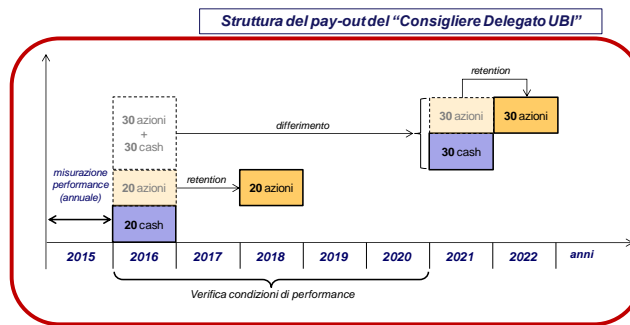 Struttura del pay-out del “Consigliere Delegato UBI”
retention
30 azioni
+
30 cash
differimento
30 azioni
30 azioni
30 cash
misurazione
performance
(annuale)
20 azioni
retention
20 azioni
20 cash
2015 2016 2017 2018 2019 2020 2021 2022 anni
Verifica condizioni di performance